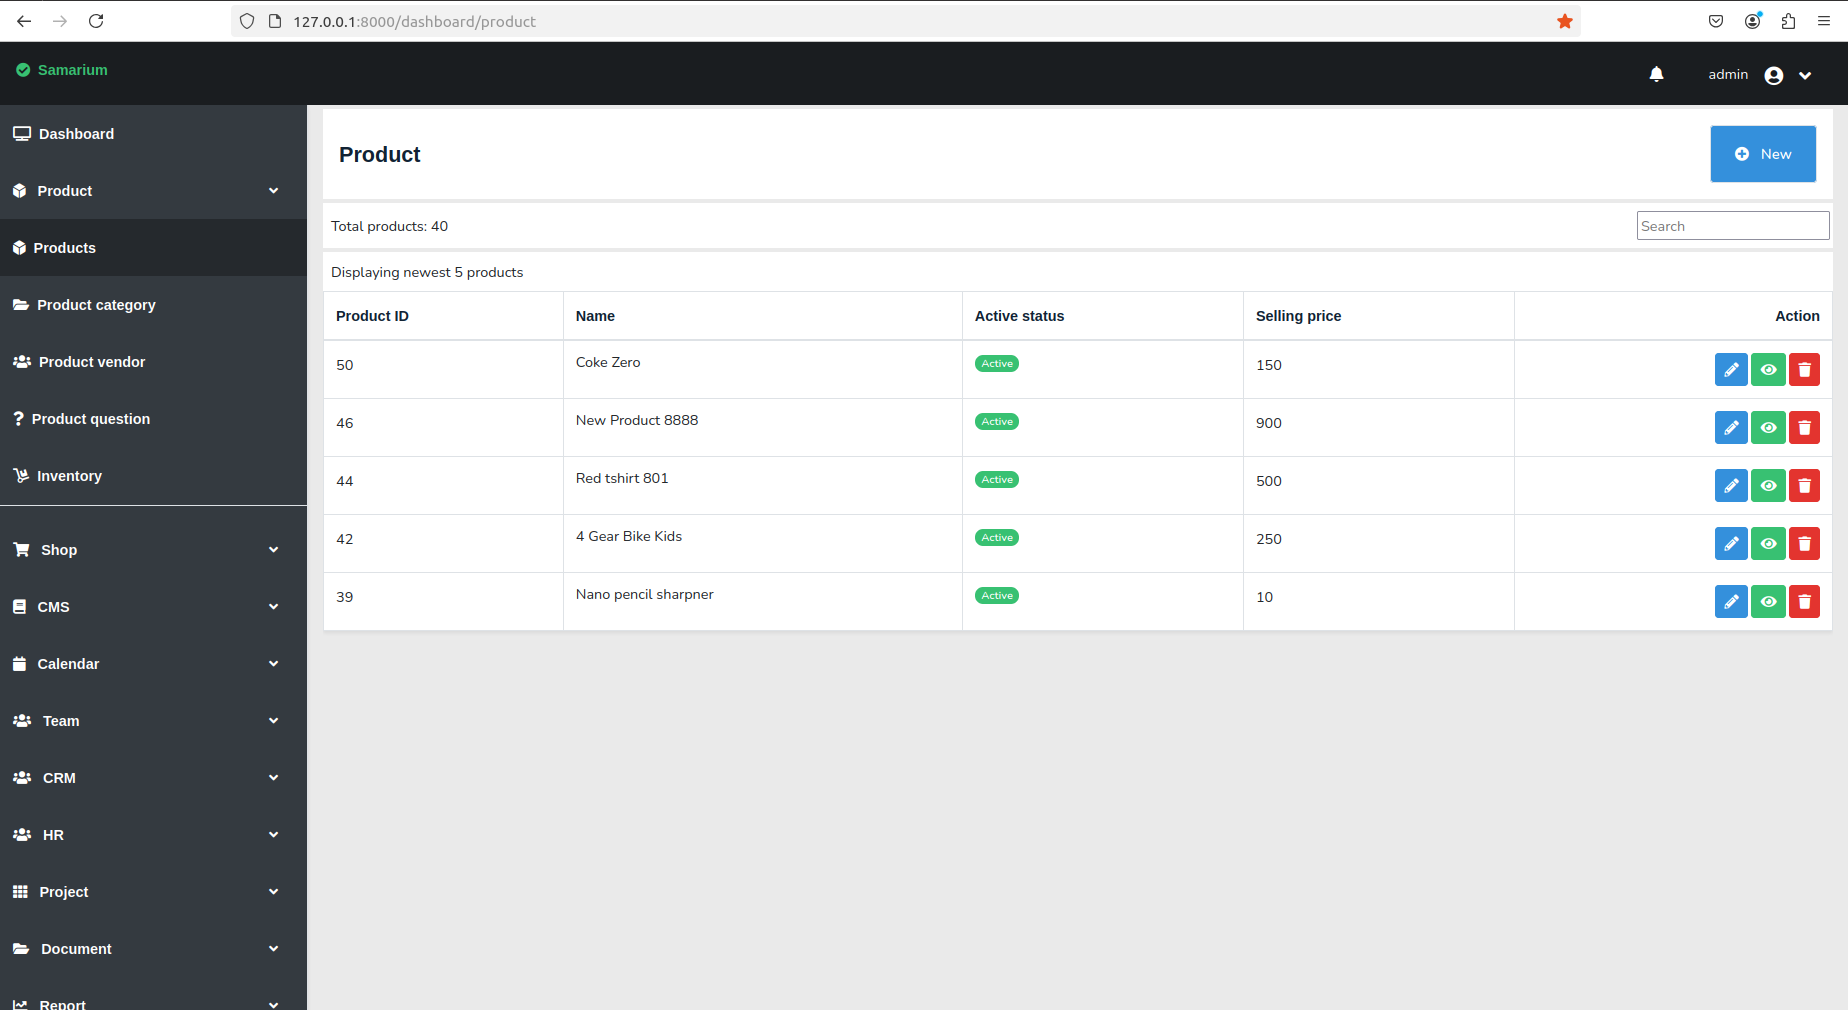 127.0.0.1:8000/dashboard/product
Samarium
admin
Dashboard
Product
Products
Product category
Product vendor
Product question
Inventory
Shop
CMS
Calendar
Team
CRM
HR
Project
Document
Report
Product
New
Total products: 40
Search
Displaying newest 5 products
Product ID Name Active status Selling price Action
50 Coke Zero Active 150
46 New Product 8888 Active 900
44 Red tshirt 801 Active 500
42 4 Gear Bike Kids Active 250
39 Nano pencil sharpner Active 10